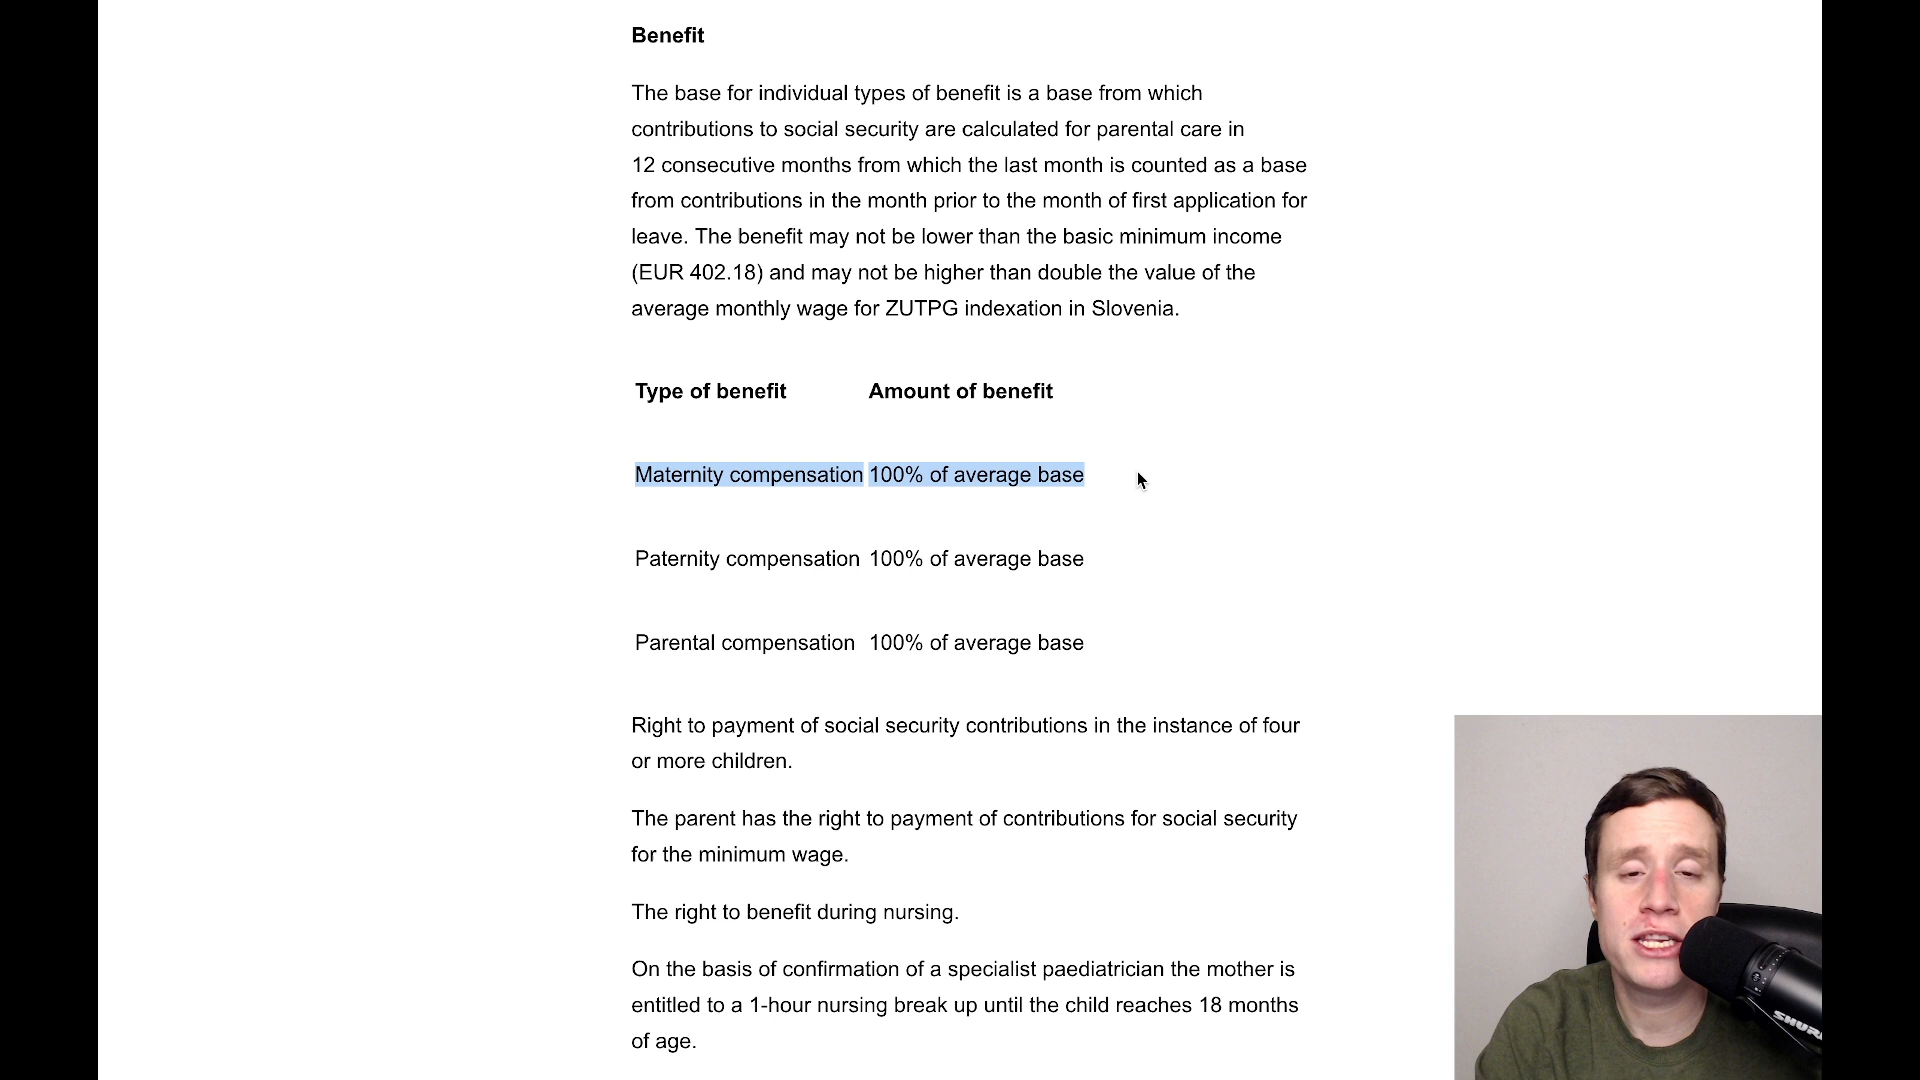 Benefit
The base for individual types of benefit is a base from which
contributions to social security are calculated for parental care in
12 consecutive months from which the last month is counted as a base
from contributions in the month prior to the month of first application for
leave. The benefit may not be lower than the basic minimum income
(EUR 402.18) and may not be higher than double the value of the
average monthly wage for ZUTPG indexation in Slovenia.
Type of benefit Amount of benefit
Maternity compensation 100% of average base
Paternity compensation 100% of average base
Parental compensation 100% of average base
Right to payment of social security contributions in the instance of four
or more children.
The parent has the right to payment of contributions for social security
for the minimum wage.
The right to benefit during nursing.
On the basis of confirmation of a specialist paediatrician the mother is
entitled to a 1-hour nursing break up until the child reaches 18 months
of age.
SHUR